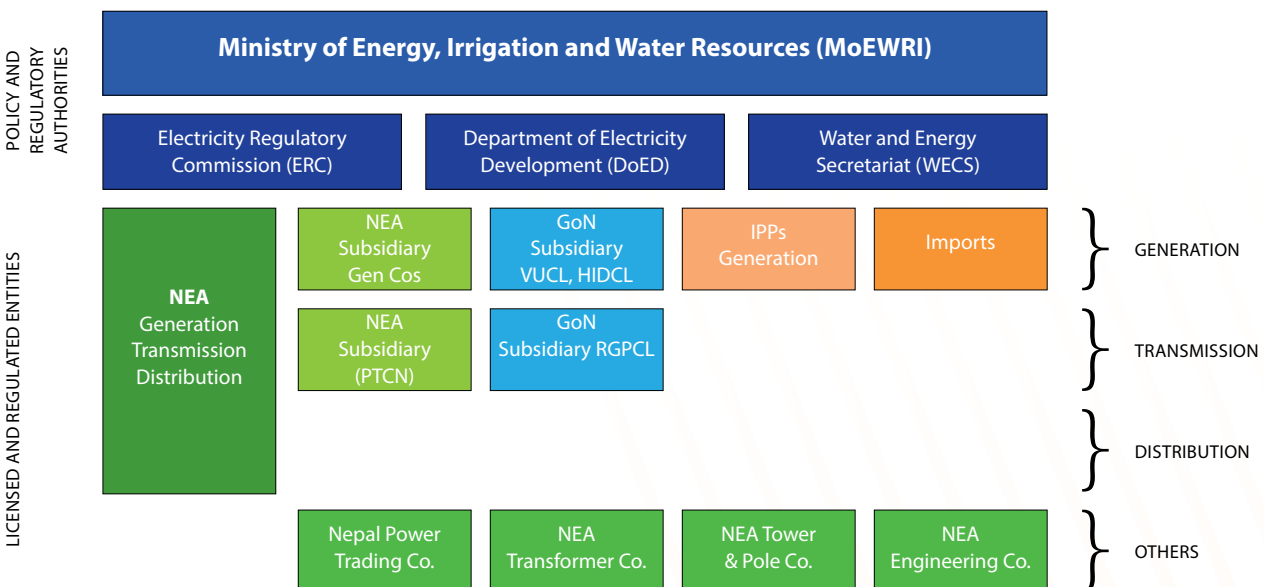 POLICY AND
REGULATORY
AUTHORITIES
Ministry of Energy, Irrigation and Water Resources (MoEWRI)
Electricity Regulatory
Commission (ERC)
Department of Electricity
Development (DoED)
Water and Energy
Secretariat (WECS)
LICENSED AND REGULATED ENTITIES
NEA
Generation
Transmission
Distribution
NEA
Subsidiary
Gen Cos
GoN
Subsidiary
VUCL, HIDCL
IPPs
Generation
Imports
GENERATION
NEA
Subsidiary
(PTCN)
GoN
Subsidiary RGPCL
TRANSMISSION
DISTRIBUTION
Nepal Power
Trading Co.
NEA
Transformer Co.
NEA Tower
& Pole Co.
NEA
Engineering Co.
OTHERS